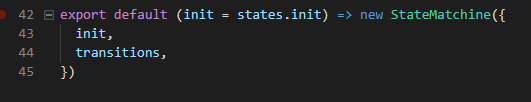 42 export default (init = states.init) => new StateMatchine({
43 init,
44 transitions,
45 })